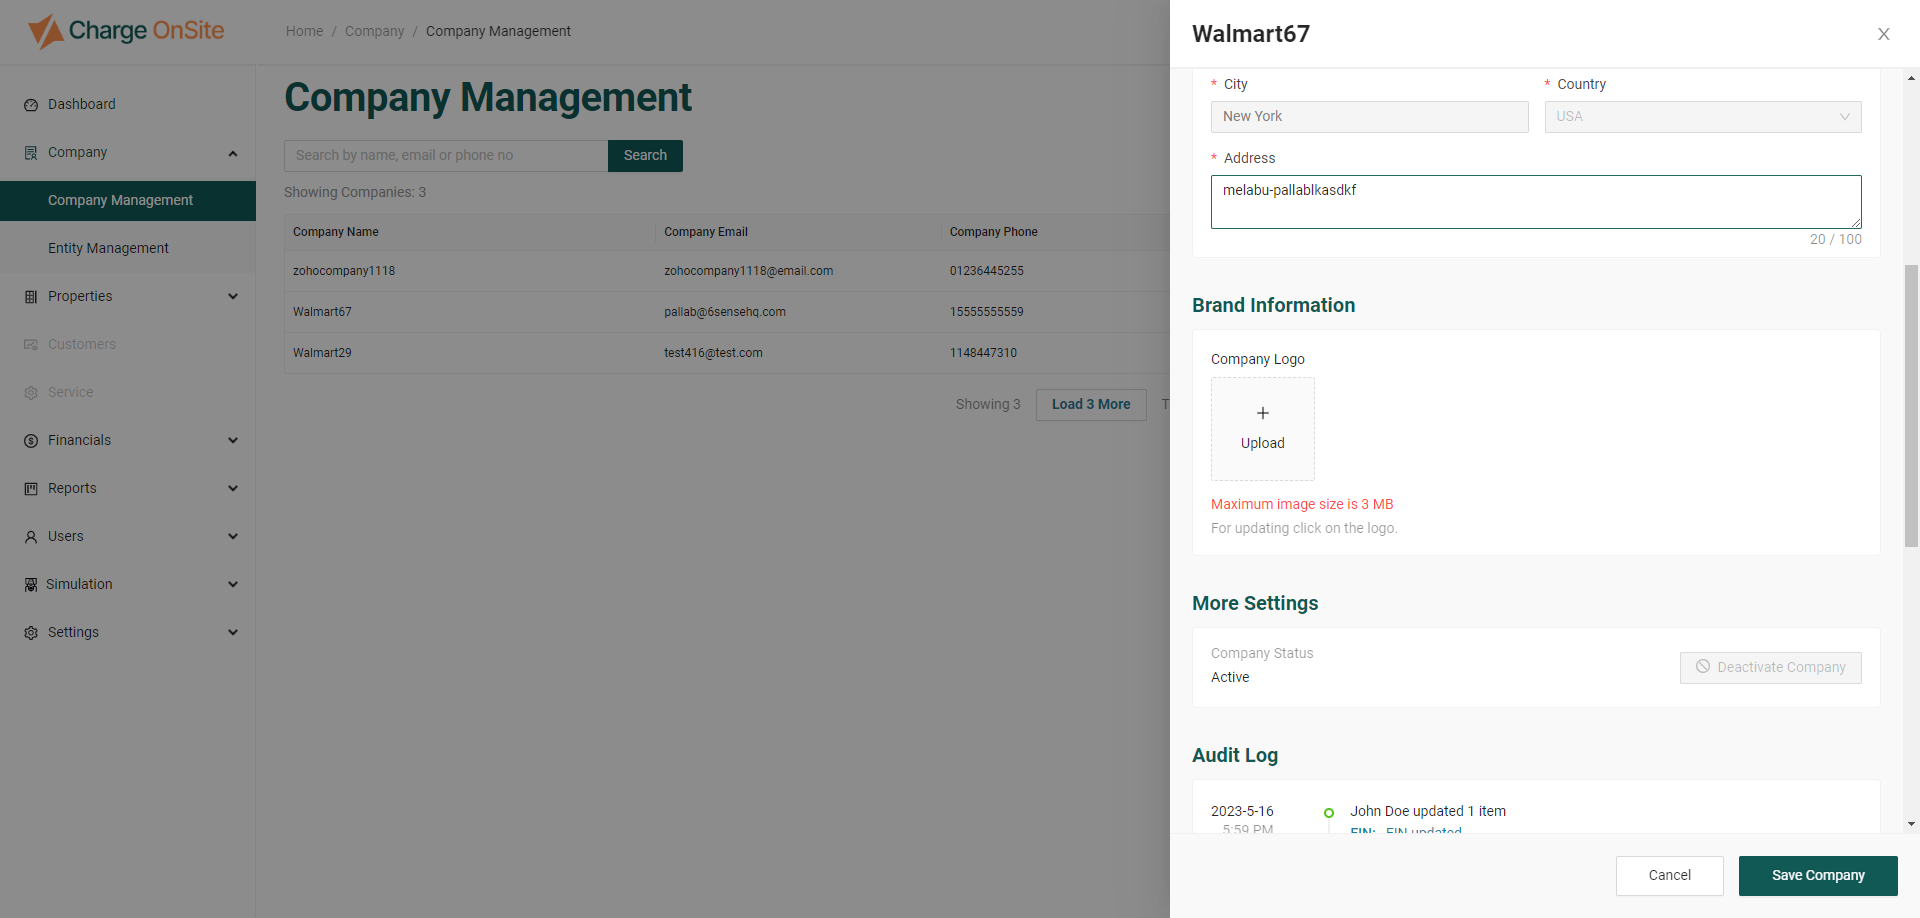 Charge OnSite
Home / Company / Company Management
Dashboard
Company
Company Management
Entity Management
Properties
Customers
Service
Financials
Reports
Users
Simulation
Settings
Company Management
Search by name, email or phone no
Search
Showing Companies: 3
Company Name Company Email Company Phone
zohocompany1118 zohocompany1118@email.com 01236445255
Walmart67 pallab@6sensehq.com 15555555559
Walmart29 test416@test.com 1148447310
Showing 3 Load 3 More T
Walmart67
* City * Country
New York USA
* Address
melabu-pallablkasdkf
20 / 100
Brand Information
Company Logo
Upload
Maximum image size is 3 MB
For updating click on the logo.
More Settings
Company Status
Active
Deactivate Company
Audit Log
2023-5-16 John Doe updated 1 item
5:59 PM EIN: EIN updated
Cancel Save Company